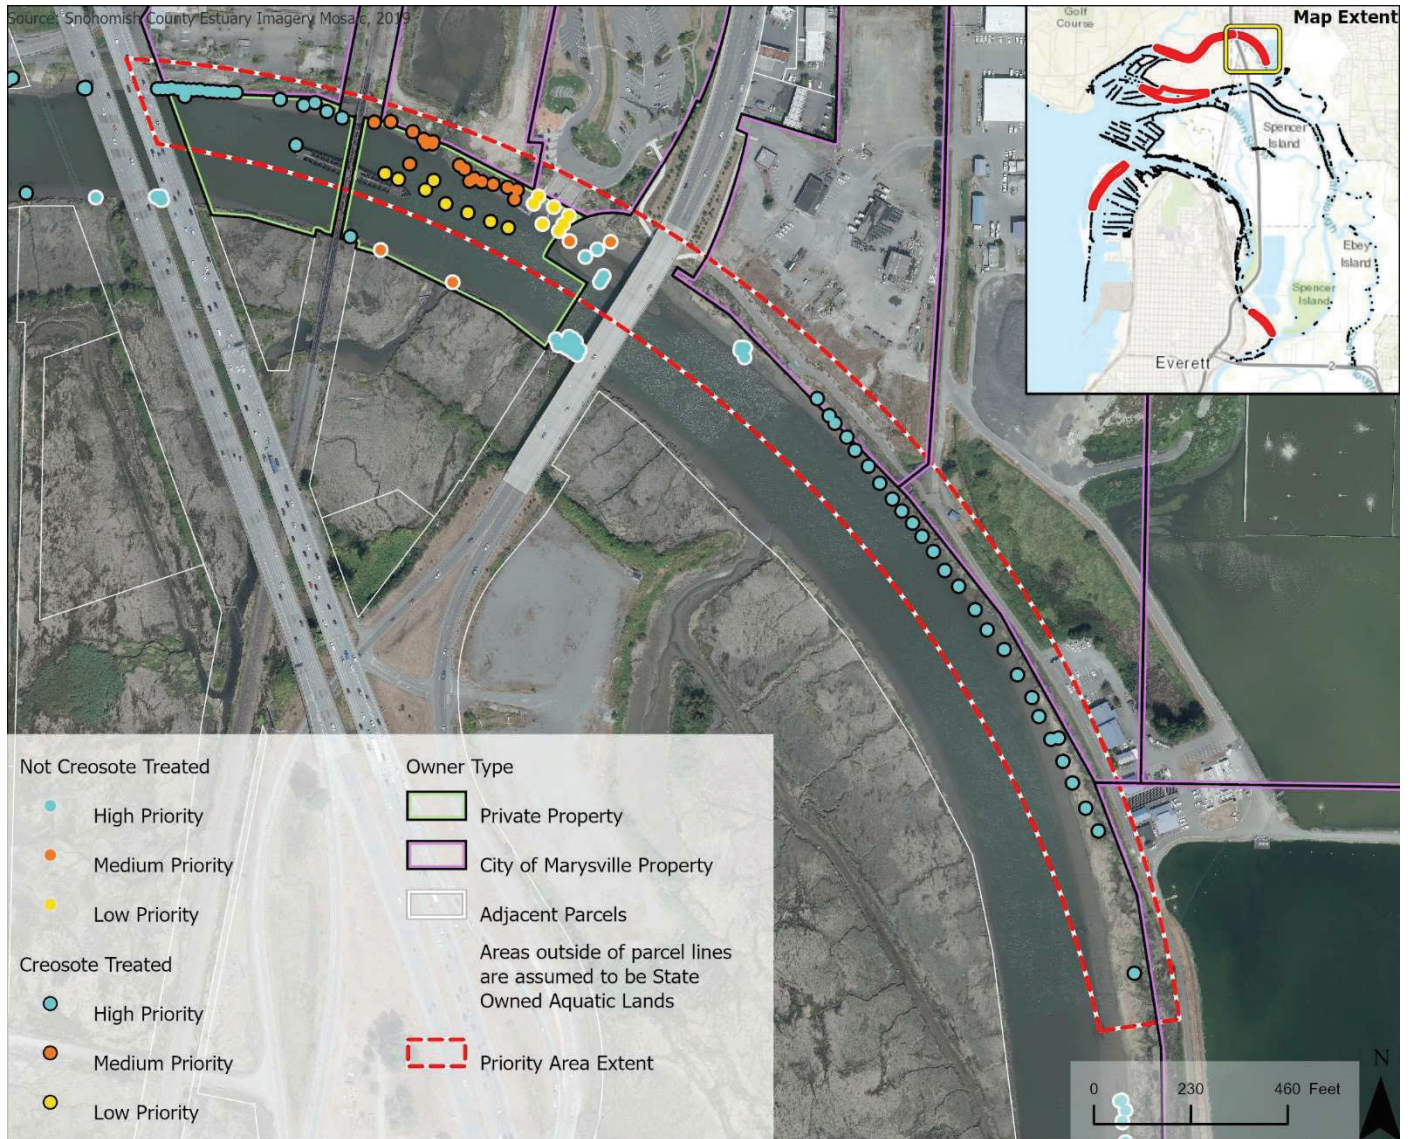 Source: Snohomish County Estuary Imagery Mosaic, 2019
Map Extent
Golf
Course
Spencer
Island
Ebey
Island
Spencer
Island
Everett
2
Not Creosote Treated
High Priority
Medium Priority
Low Priority
Creosote Treated
High Priority
Medium Priority
Low Priority
Owner Type
Private Property
City of Marysville Property
Adjacent Parcels
Areas outside of parcel lines
are assumed to be State
Owned Aquatic Lands
Priority Area Extent
N
0 230 460 Feet